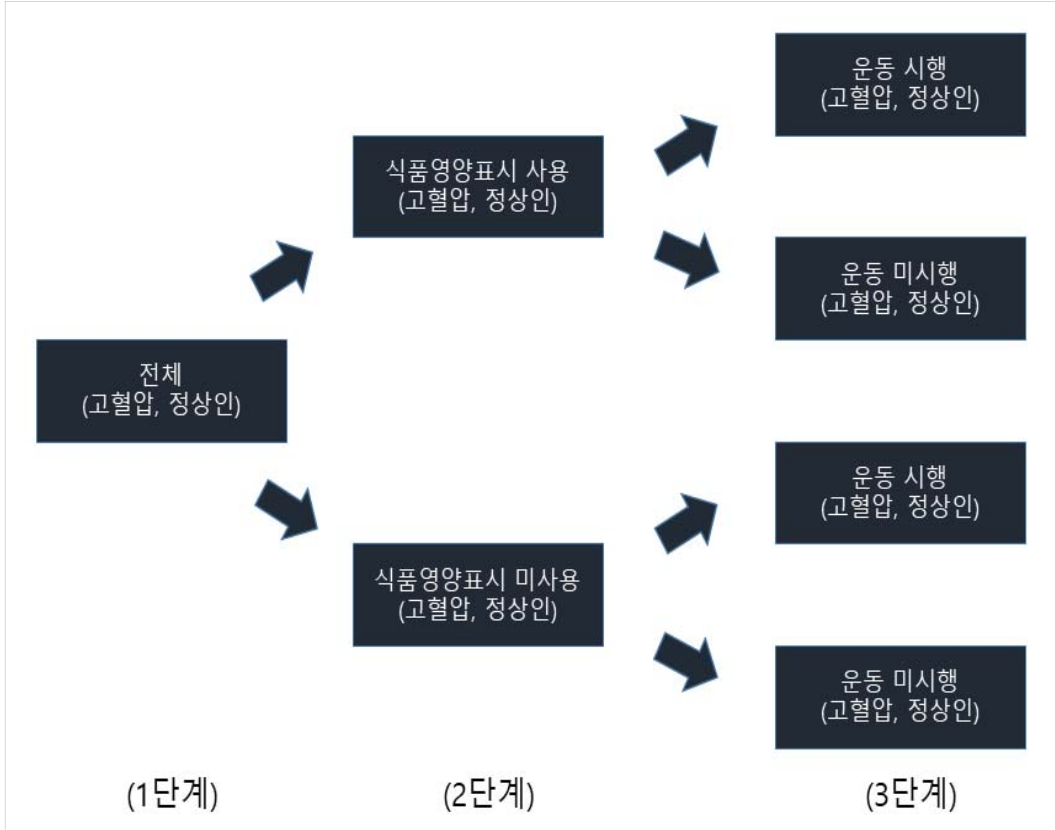 운동 시행
(고혈압, 정상인)
식품영양표시 사용
(고혈압, 정상인)
운동 미시행
(고혈압, 정상인)
전체
(고혈압, 정상인)
운동 시행
(고혈압, 정상인)
식품영양표시 미사용
(고혈압, 정상인)
운동 미시행
(고혈압, 정상인)
(1단계)
(2단계)
(3단계)